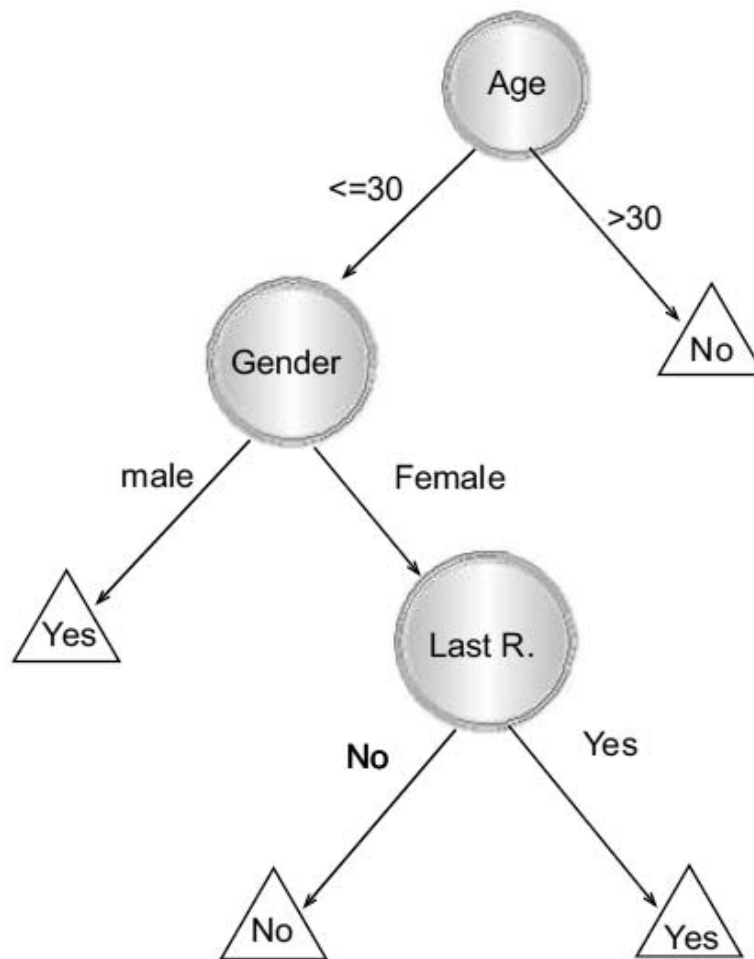 Age
<=30
>30
Gender
No
male
Female
Yes
Last R.
No
Yes
No
Yes